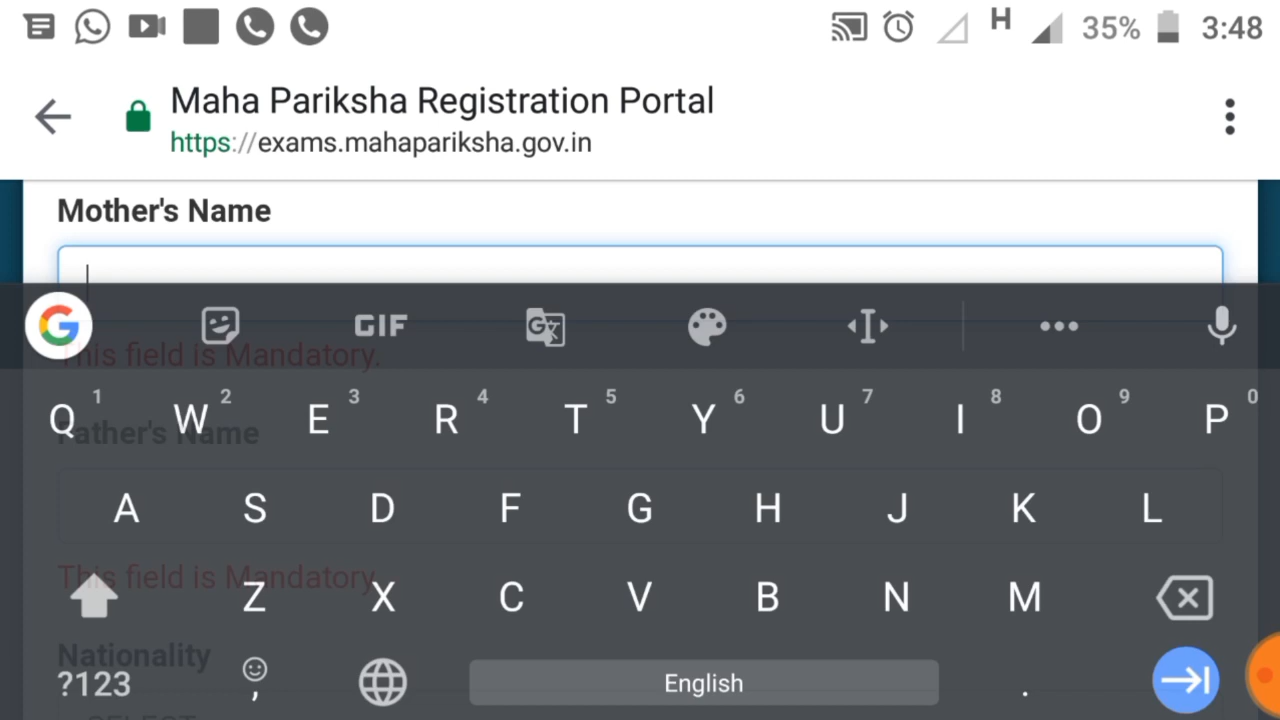 H 35% 3:48
Maha Pariksha Registration Portal
https://exams.mahapariksha.gov.in
Mother's Name
GIF
This field is Mandatory.
1 2 3 4 5 6 7 8 9 0
Q W E R T Y U I O P
Father's Name
A S D F G H J K L
This field is Mandatory.
Z X C V B N M
Nationality
?123 , English .
SELECT